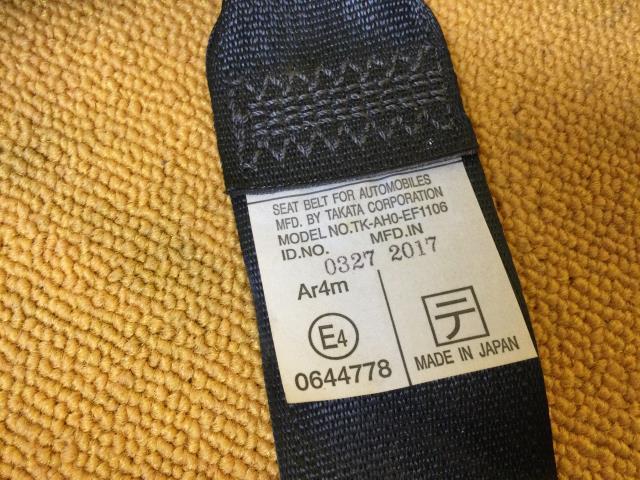 SEAT BELT FOR AUTOMOBILES
MFD. BY TAKATA CORPORATION
MODEL NO.TK-AH0-EF1106
ID.NO. MFD.IN
0327 2017
Ar4m
E4
0644778
テ
MADE IN JAPAN